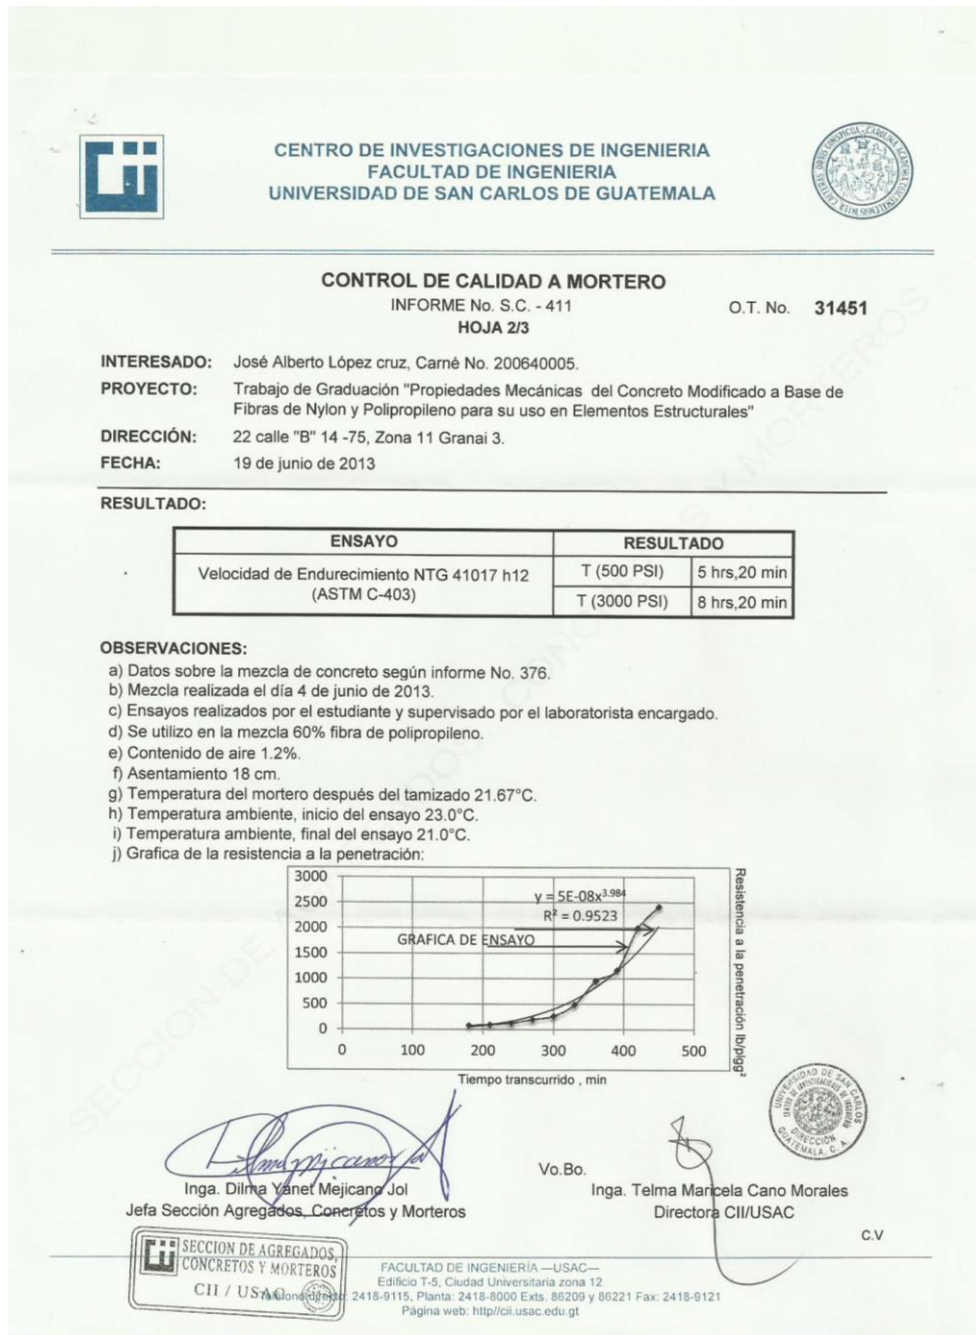 CENTRO DE INVESTIGACIONES DE INGENIERIA
FACULTAD DE INGENIERIA
UNIVERSIDAD DE SAN CARLOS DE GUATEMALA
CONTROL DE CALIDAD A MORTERO
INFORME No. S.C. - 411 O.T. No. 31451
HOJA 2/3
INTERESADO: José Alberto López cruz, Carné No. 200640005.
PROYECTO: Trabajo de Graduación "Propiedades Mecánicas del Concreto Modificado a Base de
Fibras de Nylon y Polipropileno para su uso en Elementos Estructurales"
DIRECCIÓN: 22 calle "B" 14 -75, Zona 11 Granai 3.
FECHA: 19 de junio de 2013
RESULTADO:
ENSAYO RESULTADO
Velocidad de Endurecimiento NTG 41017 h12
(ASTM C-403)
T (500 PSI) 5 hrs,20 min
T (3000 PSI) 8 hrs,20 min
OBSERVACIONES:
a) Datos sobre la mezcla de concreto según informe No. 376.
b) Mezcla realizada el día 4 de junio de 2013.
c) Ensayos realizados por el estudiante y supervisado por el laboratorista encargado.
d) Se utilizo en la mezcla 60% fibra de polipropileno.
e) Contenido de aire 1.2%.
f) Asentamiento 18 cm.
g) Temperatura del mortero después del tamizado 21.67°C.
h) Temperatura ambiente, inicio del ensayo 23.0°C.
i) Temperatura ambiente, final del ensayo 21.0°C.
j) Grafica de la resistencia a la penetración:
3000
2500
2000
1500
1000
500
0
y = 5E-08x^3.984
R² = 0.9523
GRAFICA DE ENSAYO
0 100 200 300 400 500
Tiempo transcurrido , min
Resistencia a la penetración lb/plgg²
UNIVERSIDAD DE SAN CARLOS
DIRECCION
GUATEMALA, C. A.
Vo.Bo.
Inga. Dilma Yanet Mejicano Jol
Jefa Sección Agregados, Concretos y Morteros
Inga. Telma Maricela Cano Morales
Directora CII/USAC
C.V
SECCION DE AGREGADOS,
CONCRETOS Y MORTEROS
CII / USAC
FACULTAD DE INGENIERÍA —USAC—
Edificio T-5, Ciudad Universitaria zona 12
2418-9115, Planta: 2418-8000 Exts. 86209 y 86221 Fax: 2418-9121
Página web: http//cii.usac.edu.gt